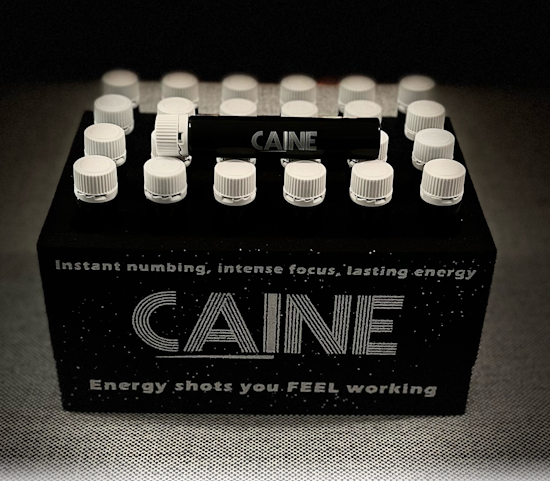 CAINE
Instant numbing, intense focus, lasting energy
CAINE
Energy shots you FEEL working